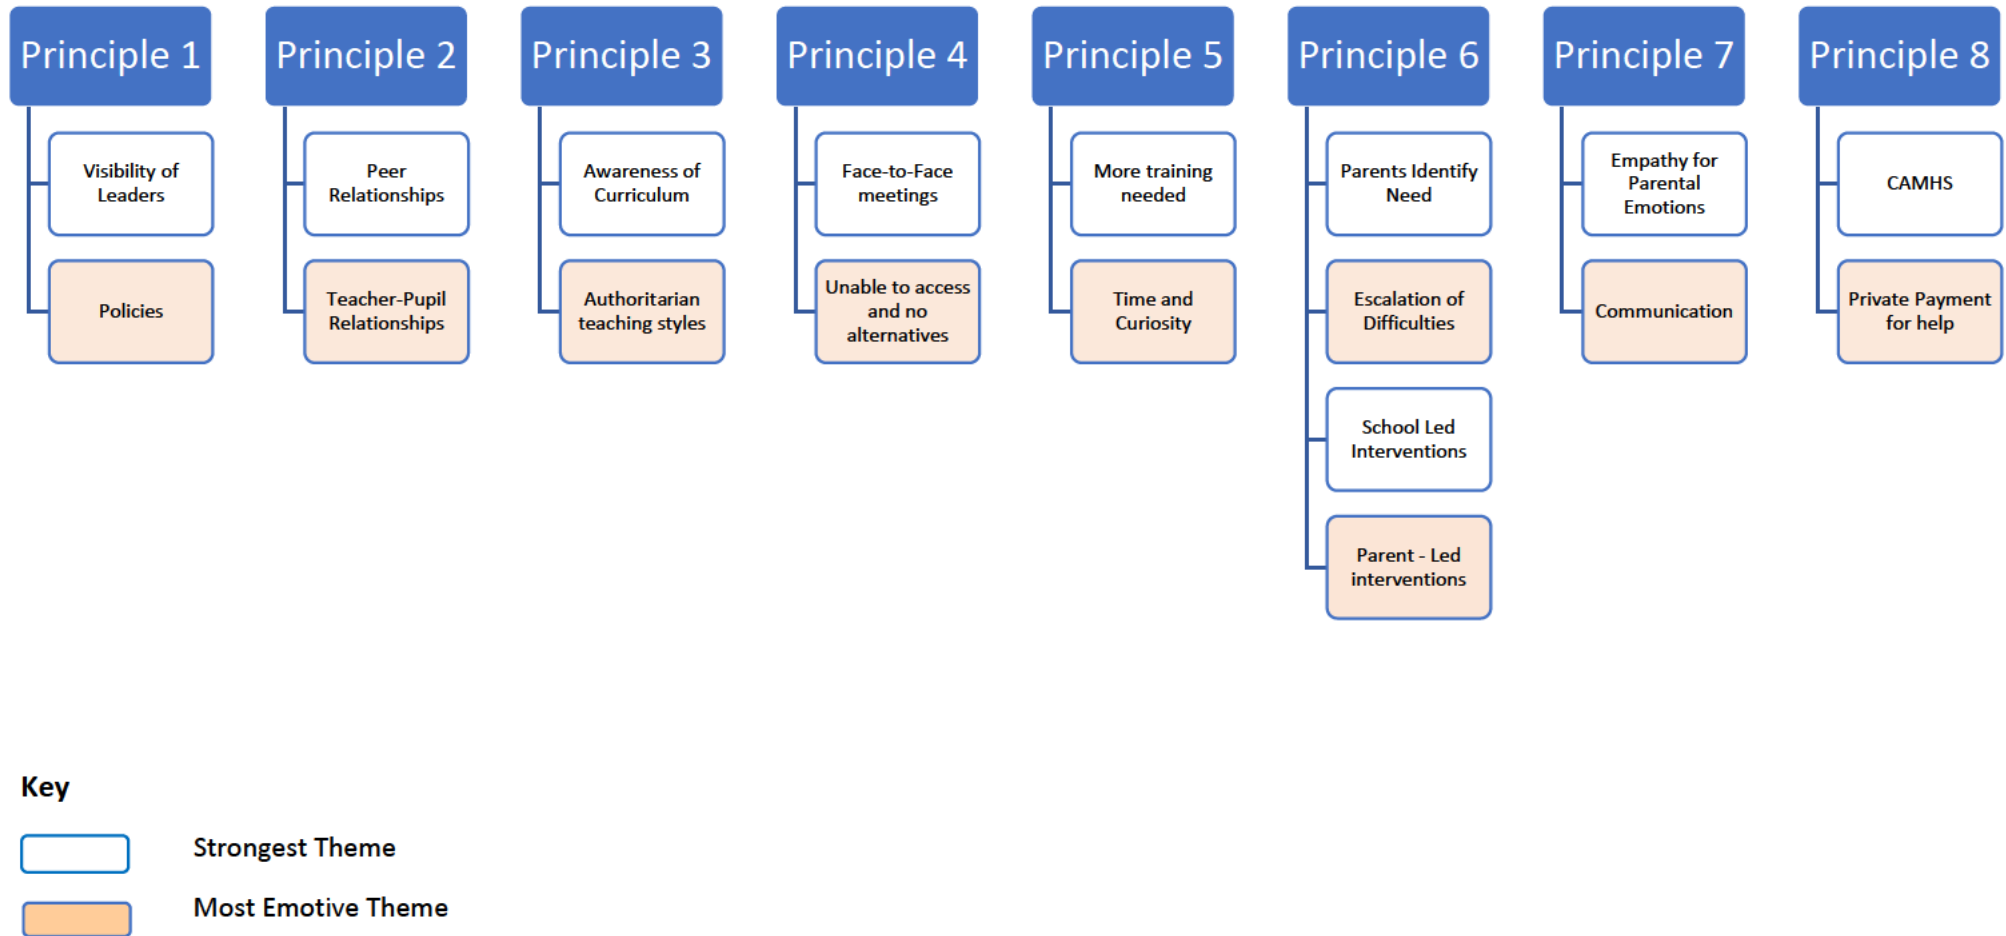 Principle 1
Visibility of
Leaders
Policies
Principle 2
Peer
Relationships
Teacher-Pupil
Relationships
Principle 3
Awareness of
Curriculum
Authoritarian
teaching styles
Principle 4
Face-to-Face
meetings
Unable to access
and no
alternatives
Principle 5
More training
needed
Time and
Curiosity
Principle 6
Parents Identify
Need
Escalation of
Difficulties
School Led
Interventions
Parent - Led
interventions
Principle 7
Empathy for
Parental
Emotions
Communication
Principle 8
CAMHS
Private Payment
for help
Key
Strongest Theme
Most Emotive Theme